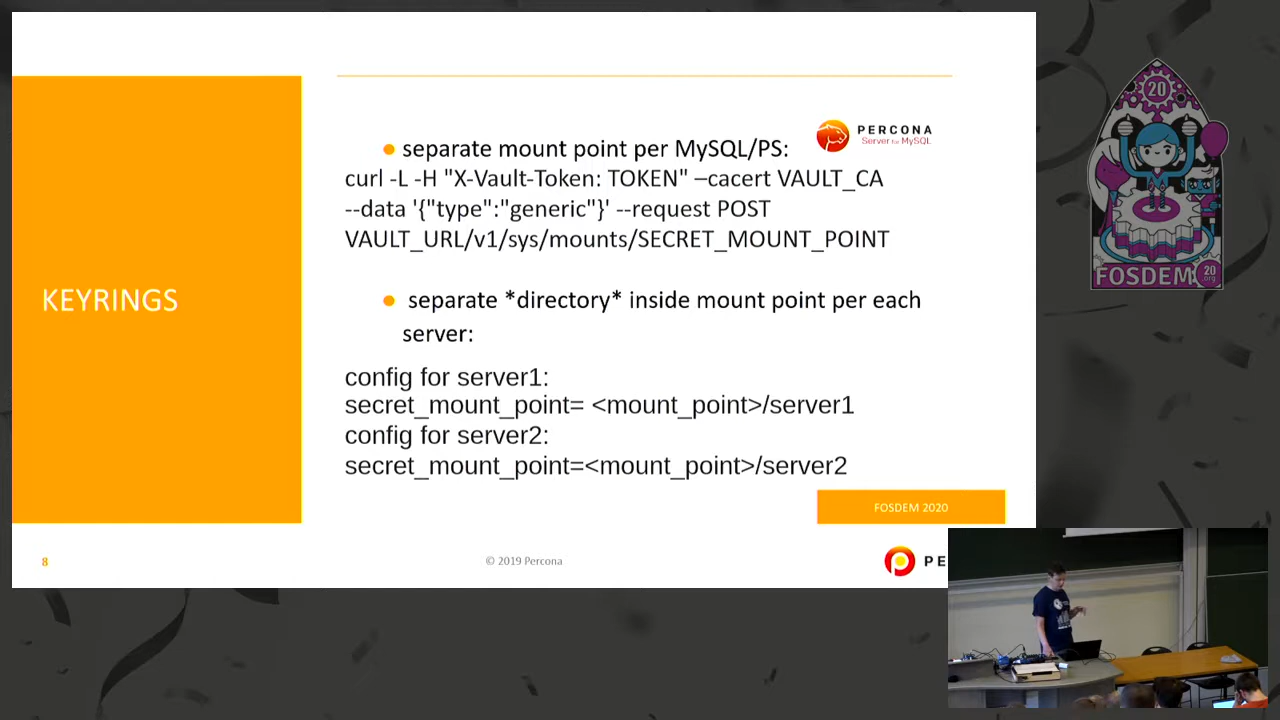 KEYRINGS
PERCONA
Server for MySQL
separate mount point per MySQL/PS:
curl -L -H "X-Vault-Token: TOKEN" –cacert VAULT_CA
--data '{"type":"generic"}' --request POST
VAULT_URL/v1/sys/mounts/SECRET_MOUNT_POINT
separate *directory* inside mount point per each
server:
config for server1:
secret_mount_point= <mount_point>/server1
config for server2:
secret_mount_point=<mount_point>/server2
FOSDEM 2020
8
© 2019 Percona
PE
20
FOSDEM
20
.org